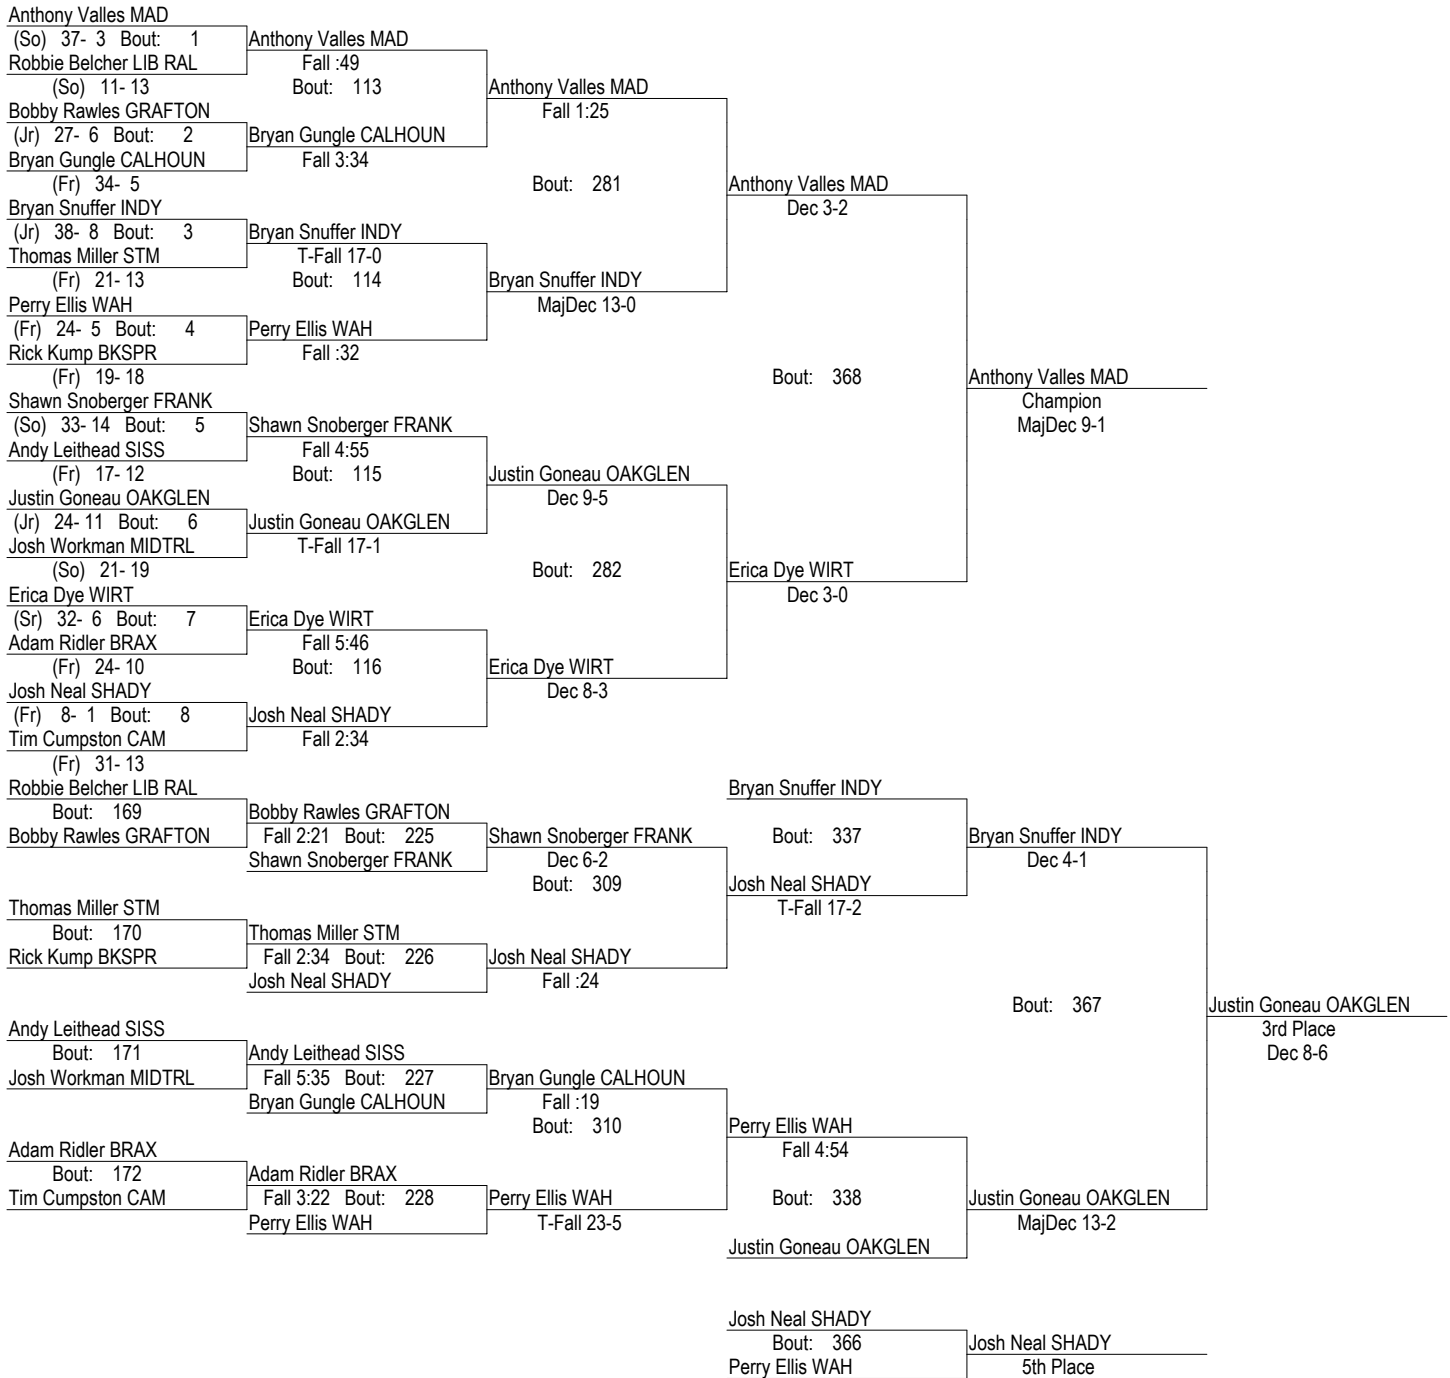 Anthony Valles MAD
(So) 37- 3 Bout: 1 Anthony Valles MAD
Robbie Belcher LIB RAL Fall :49
(So) 11- 13 Bout: 113 Anthony Valles MAD
Bobby Rawles GRAFTON Fall 1:25
(Jr) 27- 6 Bout: 2 Bryan Gungle CALHOUN
Bryan Gungle CALHOUN Fall 3:34
(Fr) 34- 5 Bout: 281 Anthony Valles MAD
Bryan Snuffer INDY Dec 3-2
(Jr) 38- 8 Bout: 3 Bryan Snuffer INDY
Thomas Miller STM T-Fall 17-0
(Fr) 21- 13 Bout: 114 Bryan Snuffer INDY
Perry Ellis WAH MajDec 13-0
(Fr) 24- 5 Bout: 4 Perry Ellis WAH
Rick Kump BKSPR Fall :32
(Fr) 19- 18 Bout: 368 Anthony Valles MAD
Shawn Snoberger FRANK Champion
(So) 33- 14 Bout: 5 Shawn Snoberger FRANK MajDec 9-1
Andy Leithead SISS Fall 4:55
(Fr) 17- 12 Bout: 115 Justin Goneau OAKGLEN
Justin Goneau OAKGLEN Dec 9-5
(Jr) 24- 11 Bout: 6 Justin Goneau OAKGLEN
Josh Workman MIDTRL T-Fall 17-1
(So) 21- 19 Bout: 282 Erica Dye WIRT
Erica Dye WIRT Dec 3-0
(Sr) 32- 6 Bout: 7 Erica Dye WIRT
Adam Ridler BRAX Fall 5:46
(Fr) 24- 10 Bout: 116 Erica Dye WIRT
Josh Neal SHADY Dec 8-3
(Fr) 8- 1 Bout: 8 Josh Neal SHADY
Tim Cumpston CAM Fall 2:34
(Fr) 31- 13
Robbie Belcher LIB RAL Bryan Snuffer INDY
Bout: 169 Bobby Rawles GRAFTON
Bobby Rawles GRAFTON Fall 2:21 Bout: 225 Shawn Snoberger FRANK Bout: 337 Bryan Snuffer INDY
Shawn Snoberger FRANK Dec 6-2 Dec 4-1
Bout: 309 Josh Neal SHADY
Thomas Miller STM T-Fall 17-2
Bout: 170 Thomas Miller STM
Rick Kump BKSPR Fall 2:34 Bout: 226 Josh Neal SHADY
Josh Neal SHADY Fall :24
Bout: 367 Justin Goneau OAKGLEN
Andy Leithead SISS 3rd Place
Bout: 171 Andy Leithead SISS Dec 8-6
Josh Workman MIDTRL Fall 5:35 Bout: 227 Bryan Gungle CALHOUN
Bryan Gungle CALHOUN Fall :19
Bout: 310 Perry Ellis WAH
Adam Ridler BRAX Fall 4:54
Bout: 172 Adam Ridler BRAX
Tim Cumpston CAM Fall 3:22 Bout: 228 Perry Ellis WAH Bout: 338 Justin Goneau OAKGLEN
Perry Ellis WAH T-Fall 23-5 MajDec 13-2
Justin Goneau OAKGLEN
Josh Neal SHADY
Bout: 366 Josh Neal SHADY
Perry Ellis WAH 5th Place